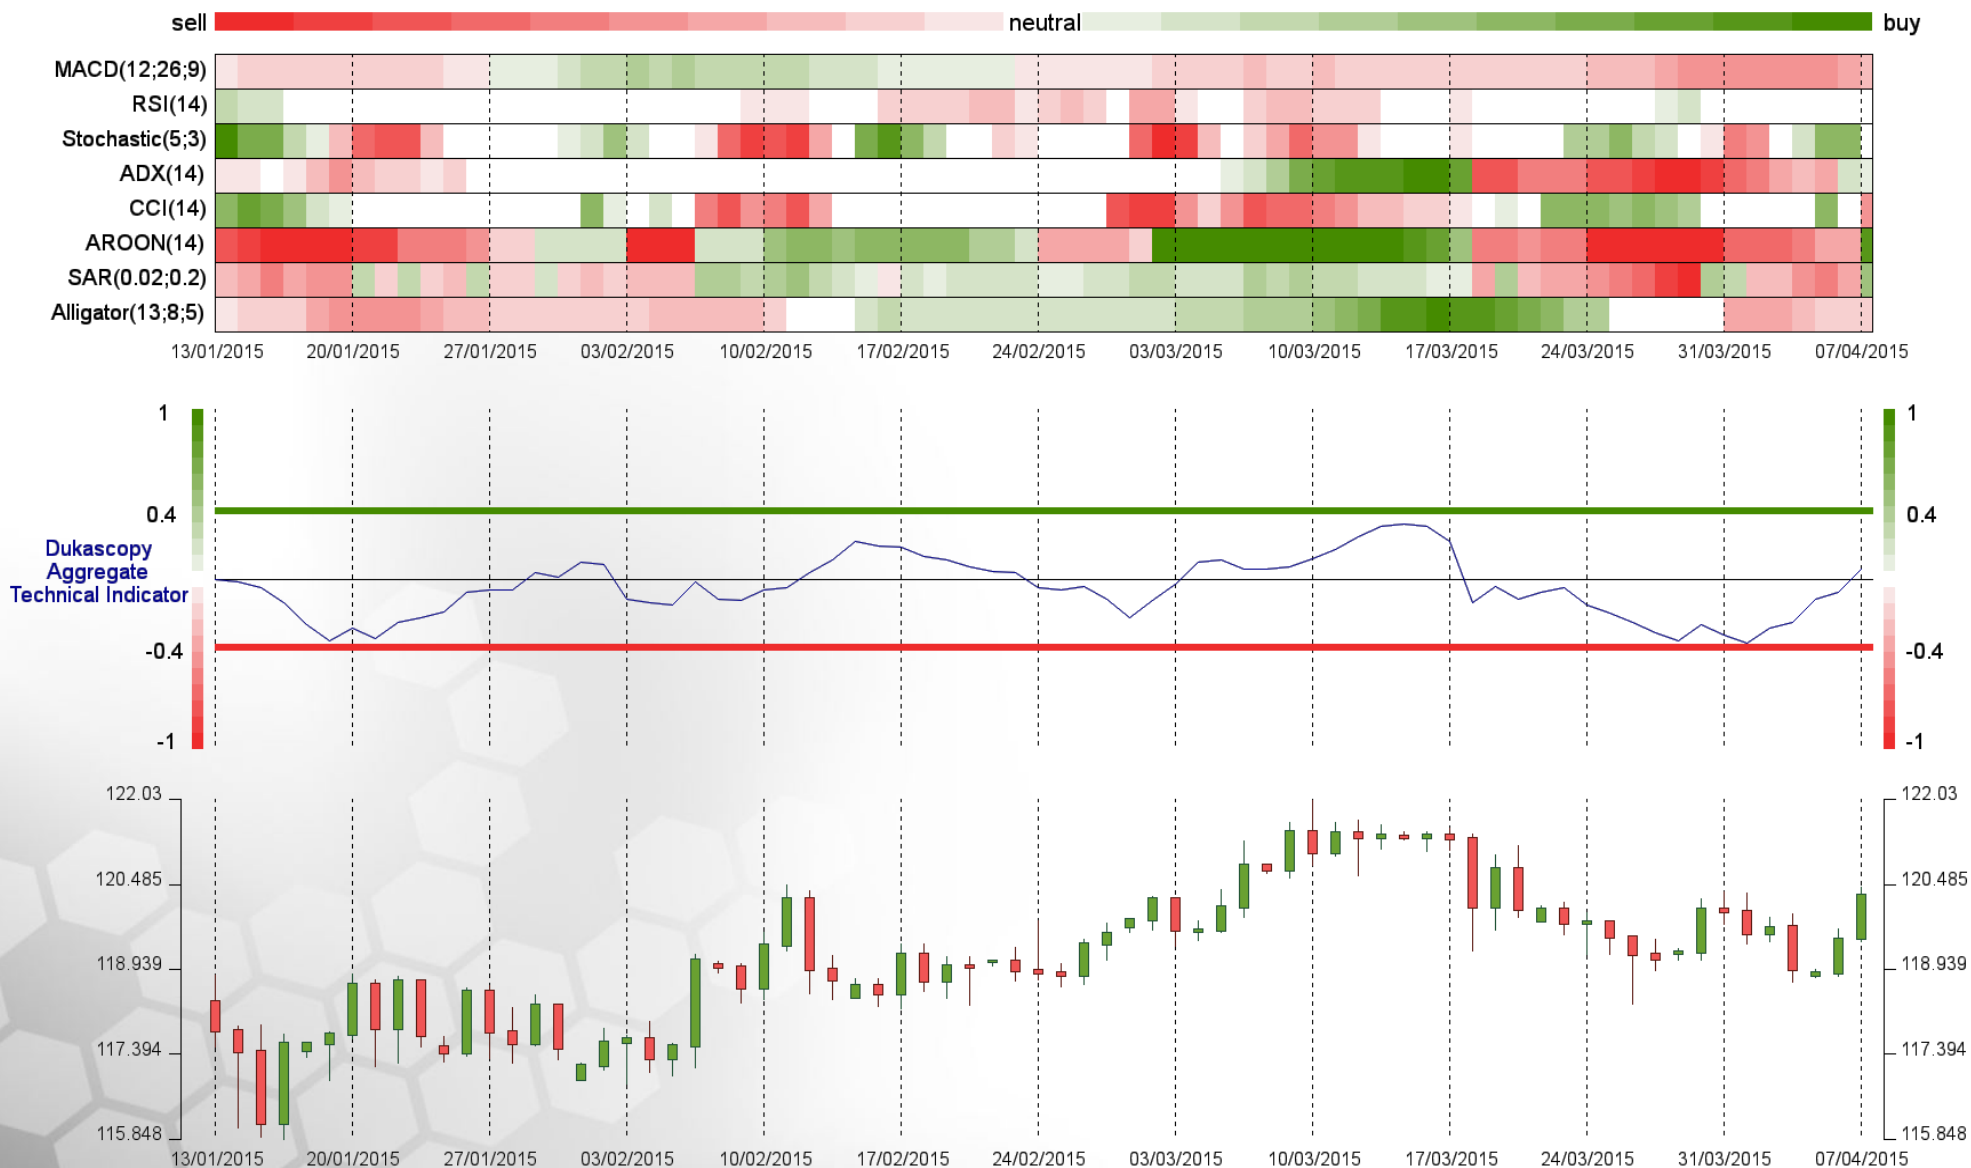 sell neutral buy
MACD(12;26;9)
RSI(14)
Stochastic(5;3)
ADX(14)
CCI(14)
AROON(14)
SAR(0.02;0.2)
Alligator(13;8;5)
13/01/2015 20/01/2015 27/01/2015 03/02/2015 10/02/2015 17/02/2015 24/02/2015 03/03/2015 10/03/2015 17/03/2015 24/03/2015 31/03/2015 07/04/2015
1 1
0.4 0.4
Dukascopy
Aggregate
Technical Indicator
-0.4 -0.4
-1 -1
122.03 122.03
120.485 120.485
118.939 118.939
117.394 117.394
115.848 115.848
13/01/2015 20/01/2015 27/01/2015 03/02/2015 10/02/2015 17/02/2015 24/02/2015 03/03/2015 10/03/2015 17/03/2015 24/03/2015 31/03/2015 07/04/2015